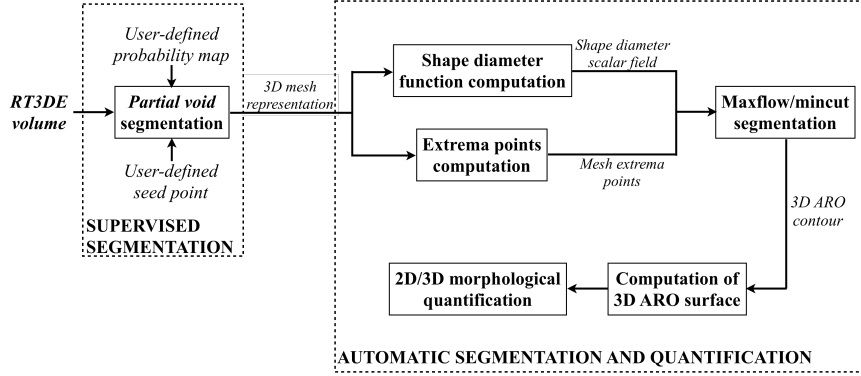 User-defined
probability map
RT3DE
volume
Partial void
segmentation
User-defined
seed point
SUPERVISED
SEGMENTATION
3D mesh
representation
Shape diameter
function computation
Shape diameter
scalar field
Extrema points
computation
Mesh extrema
points
Maxflow/mincut
segmentation
3D ARO
contour
Computation of
3D ARO surface
2D/3D morphological
quantification
AUTOMATIC SEGMENTATION AND QUANTIFICATION